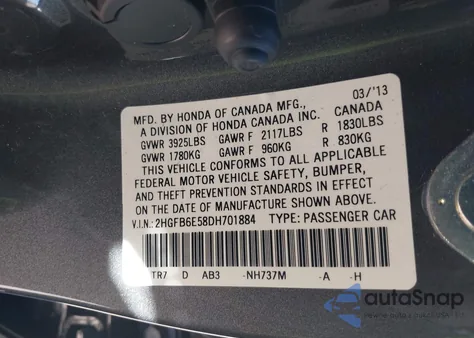 03/'13
MFD. BY HONDA OF CANADA MFG.,
A DIVISION OF HONDA CANADA INC. CANADA
GVWR 3925LBS GAWR F 2117LBS R 1830LBS
GVWR 1780KG GAWR F 960KG R 830KG
THIS VEHICLE CONFORMS TO ALL APPLICABLE
FEDERAL MOTOR VEHICLE SAFETY, BUMPER,
AND THEFT PREVENTION STANDARDS IN EFFECT
ON THE DATE OF MANUFACTURE SHOWN ABOVE.
V.I.N.: 2HGFB6E58DH701884 TYPE: PASSENGER CAR
TR7 D AB3 -NH737M -A -H
autoSnap